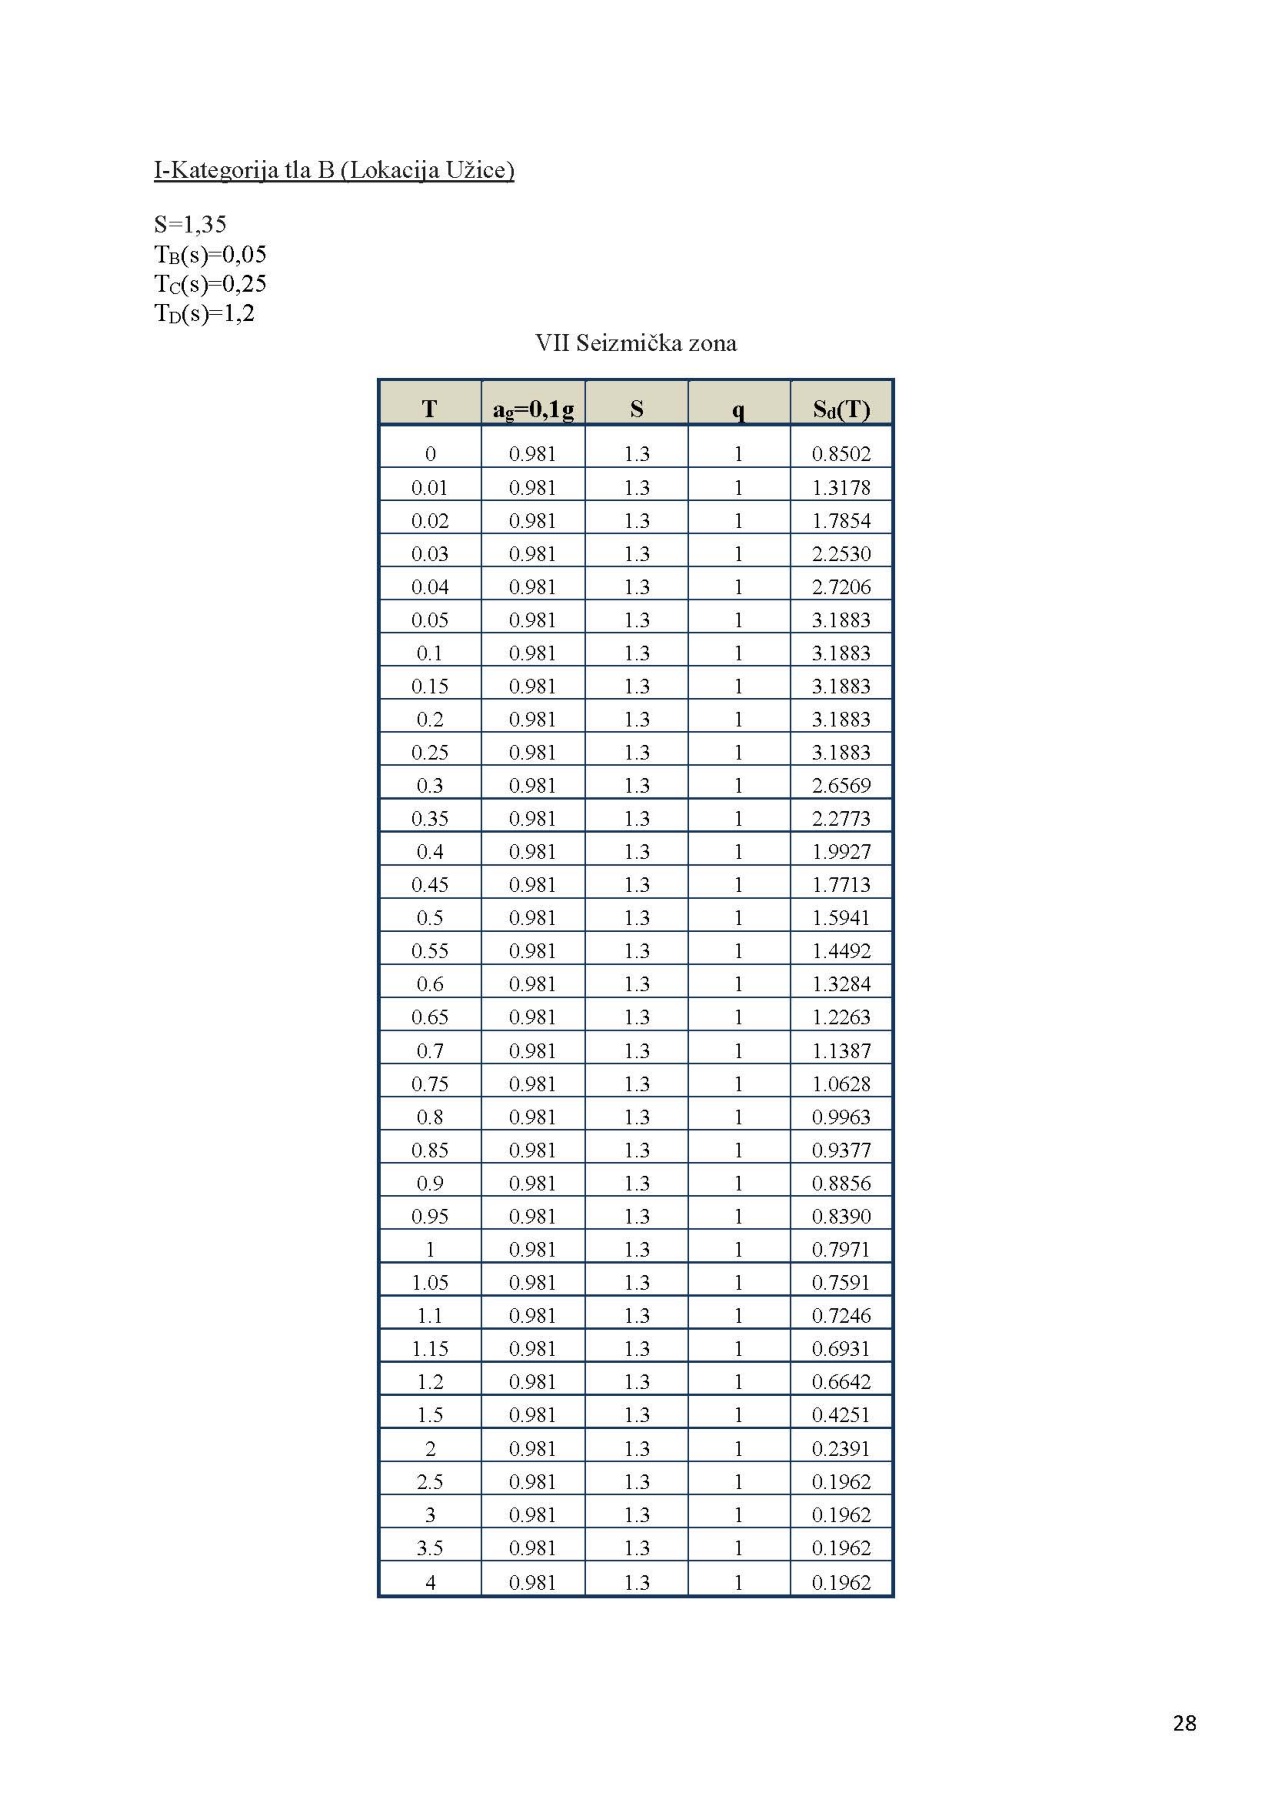 I-Kategorija tla B (Lokacija Užice)
S=1,35
TB(s)=0,05
TC(s)=0,25
TD(s)=1,2
VII Seizmička zona
T ag=0,1g S q Sd(T)
0 0.981 1.3 1 0.8502
0.01 0.981 1.3 1 1.3178
0.02 0.981 1.3 1 1.7854
0.03 0.981 1.3 1 2.2530
0.04 0.981 1.3 1 2.7206
0.05 0.981 1.3 1 3.1883
0.1 0.981 1.3 1 3.1883
0.15 0.981 1.3 1 3.1883
0.2 0.981 1.3 1 3.1883
0.25 0.981 1.3 1 3.1883
0.3 0.981 1.3 1 2.6569
0.35 0.981 1.3 1 2.2773
0.4 0.981 1.3 1 1.9927
0.45 0.981 1.3 1 1.7713
0.5 0.981 1.3 1 1.5941
0.55 0.981 1.3 1 1.4492
0.6 0.981 1.3 1 1.3284
0.65 0.981 1.3 1 1.2263
0.7 0.981 1.3 1 1.1387
0.75 0.981 1.3 1 1.0628
0.8 0.981 1.3 1 0.9963
0.85 0.981 1.3 1 0.9377
0.9 0.981 1.3 1 0.8856
0.95 0.981 1.3 1 0.8390
1 0.981 1.3 1 0.7971
1.05 0.981 1.3 1 0.7591
1.1 0.981 1.3 1 0.7246
1.15 0.981 1.3 1 0.6931
1.2 0.981 1.3 1 0.6642
1.5 0.981 1.3 1 0.4251
2 0.981 1.3 1 0.2391
2.5 0.981 1.3 1 0.1962
3 0.981 1.3 1 0.1962
3.5 0.981 1.3 1 0.1962
4 0.981 1.3 1 0.1962
28